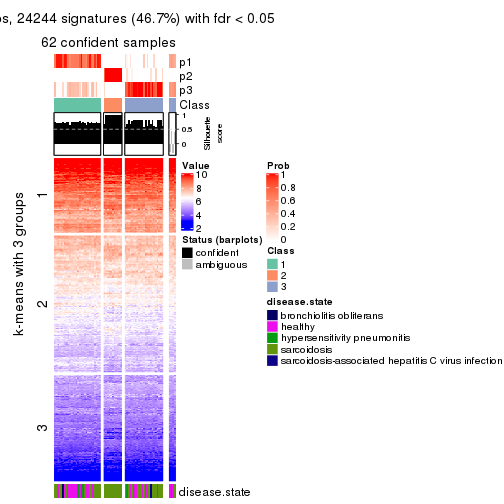 os, 24244 signatures (46.7%) with fdr < 0.05
62 confident samples
p1
p2
p3
Class
1
0.5
0
Silhouette
score
k-means with 3 groups
1
2
3
disease.state
Value
10
8
6
4
2
Status (barplots)
confident
ambiguous
Prob
1
0.8
0.6
0.4
0.2
0
Class
1
2
3
disease.state
bronchiolitis obliterans
healthy
hypersensitivity pneumonitis
sarcoidosis
sarcoidosis-associated hepatitis C virus infection